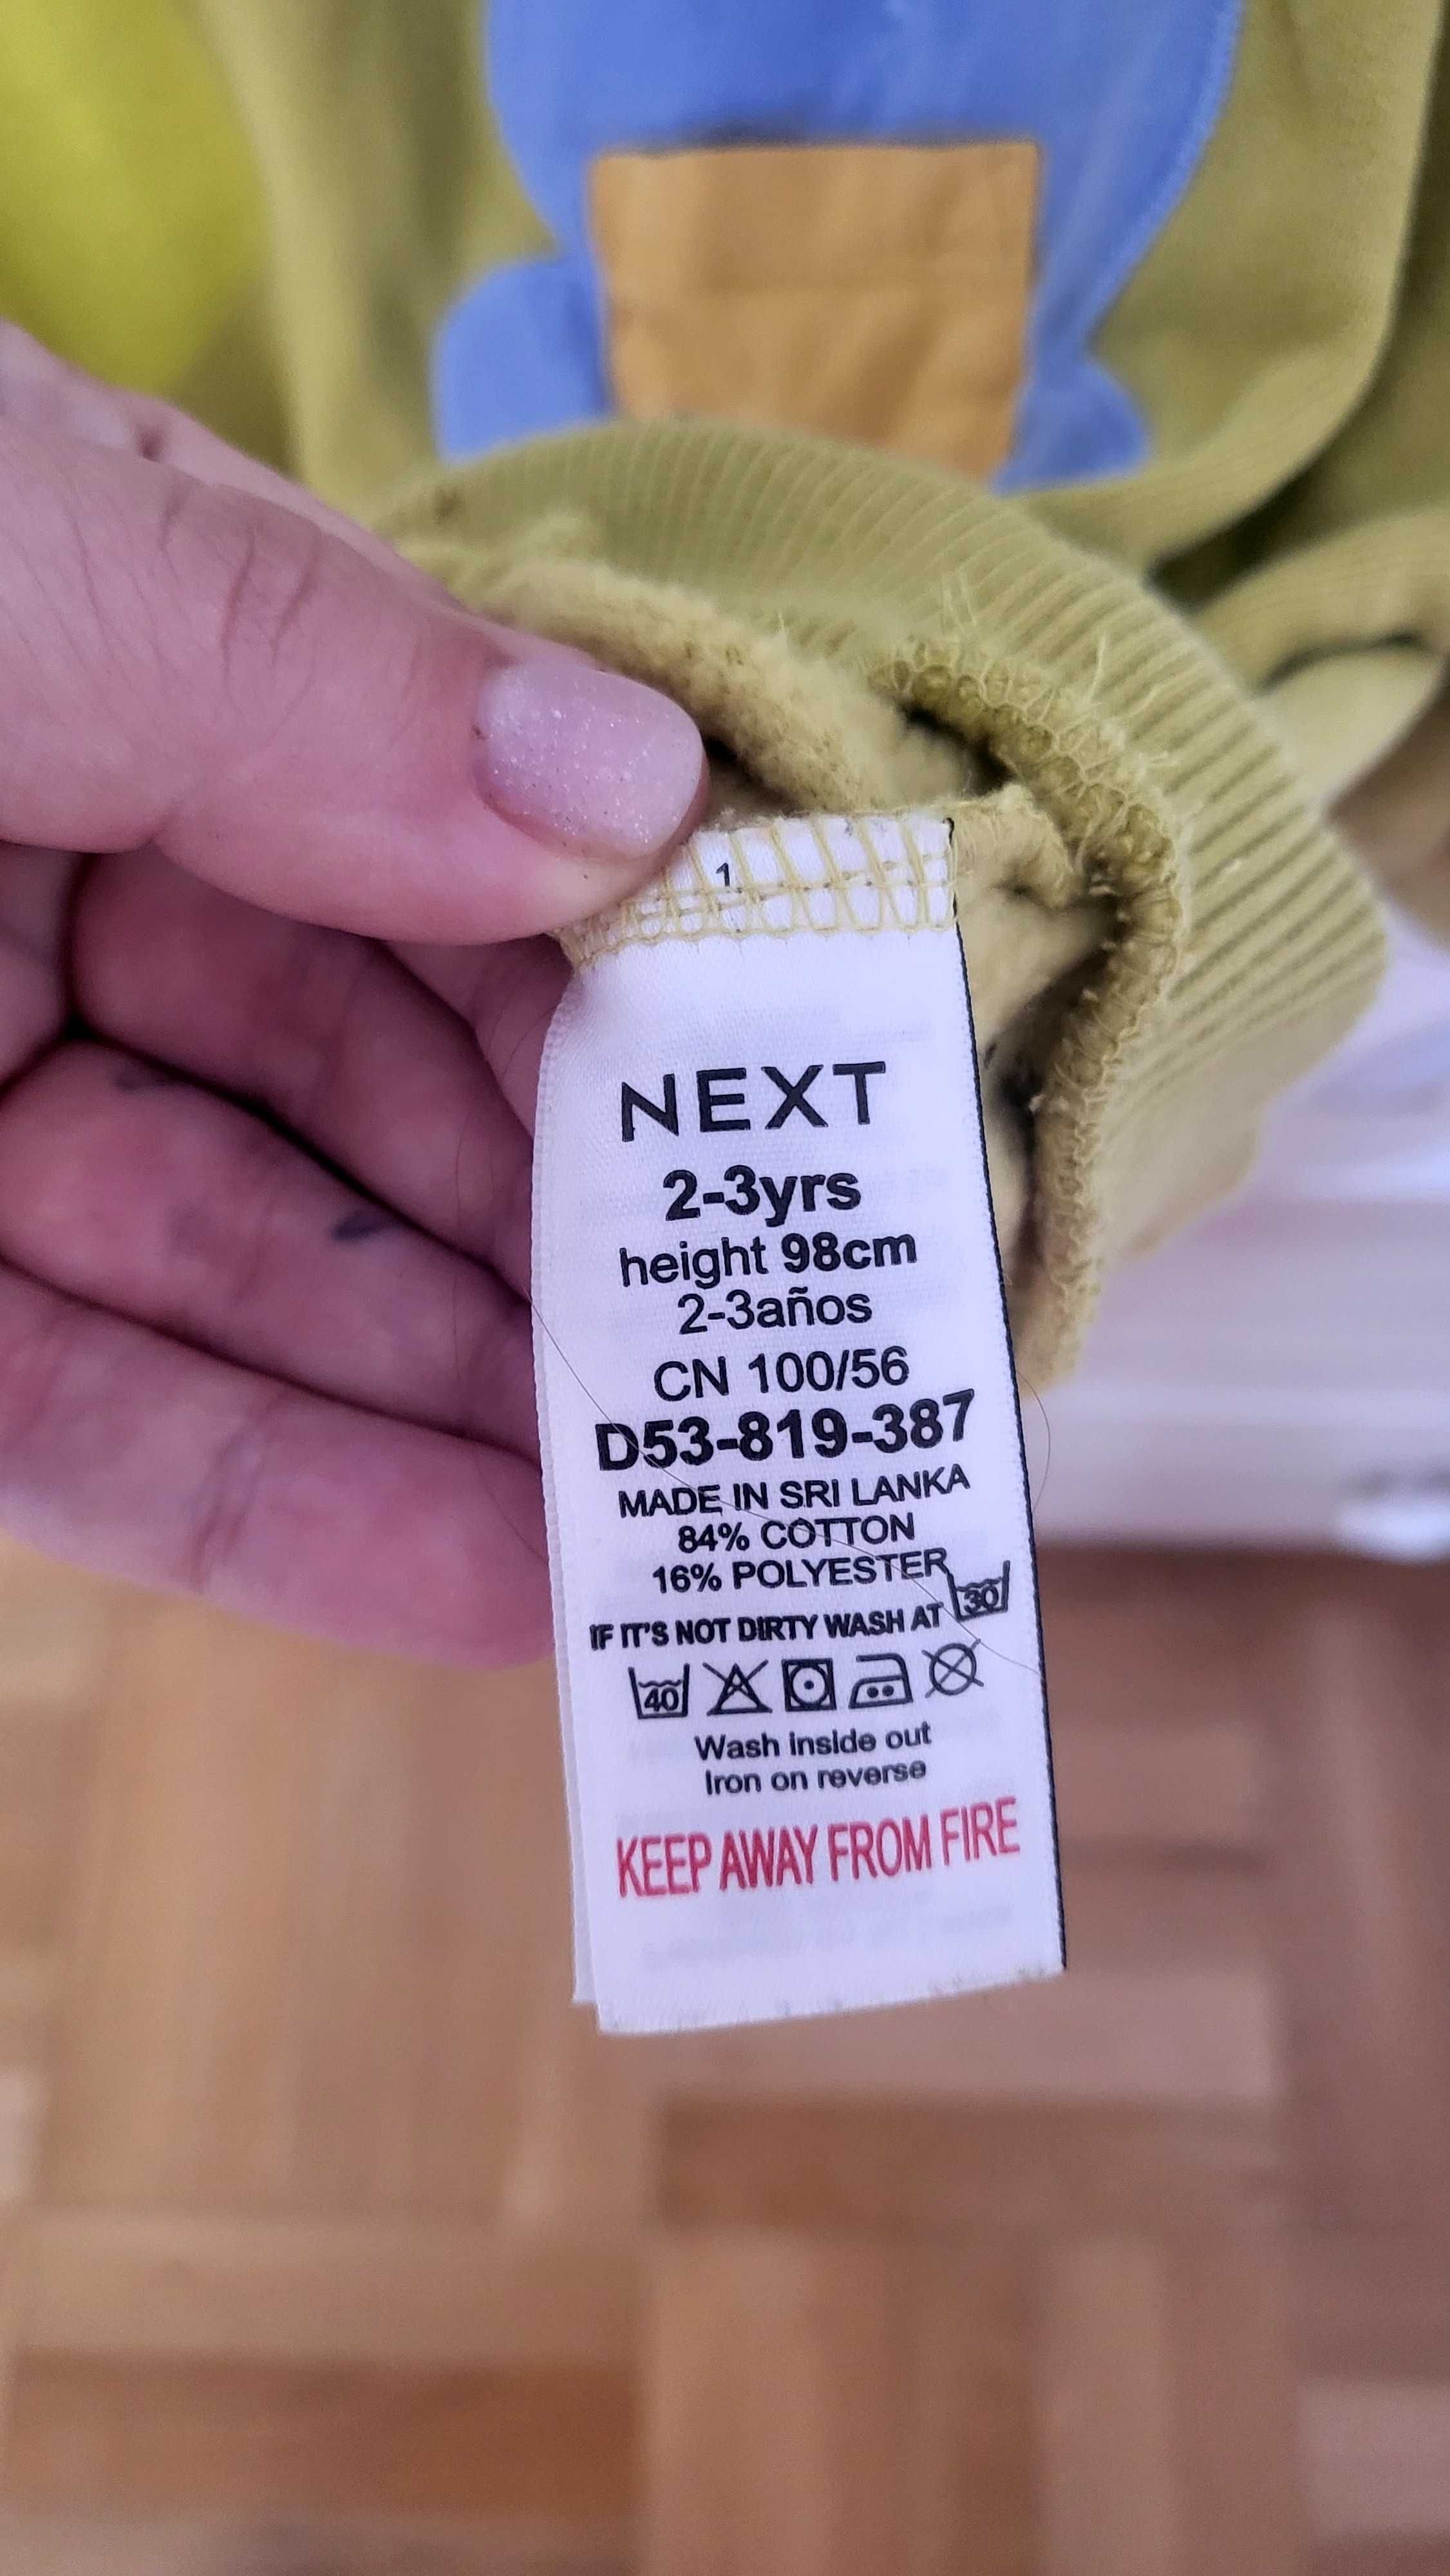 1
NEXT
2-3yrs
height 98cm
2-3años
CN 100/56
D53-819-387
MADE IN SRI LANKA
84% COTTON
16% POLYESTER
IF IT'S NOT DIRTY WASH AT 30
40
Wash inside out
Iron on reverse
KEEP AWAY FROM FIRE